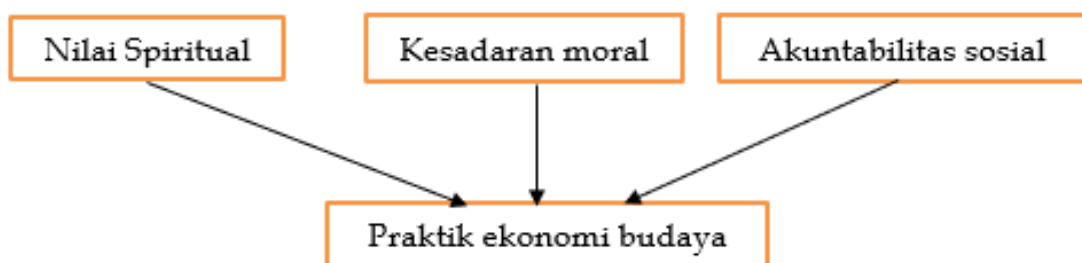 Nilai Spiritual
Kesadaran moral
Akuntabilitas sosial
Praktik ekonomi budaya